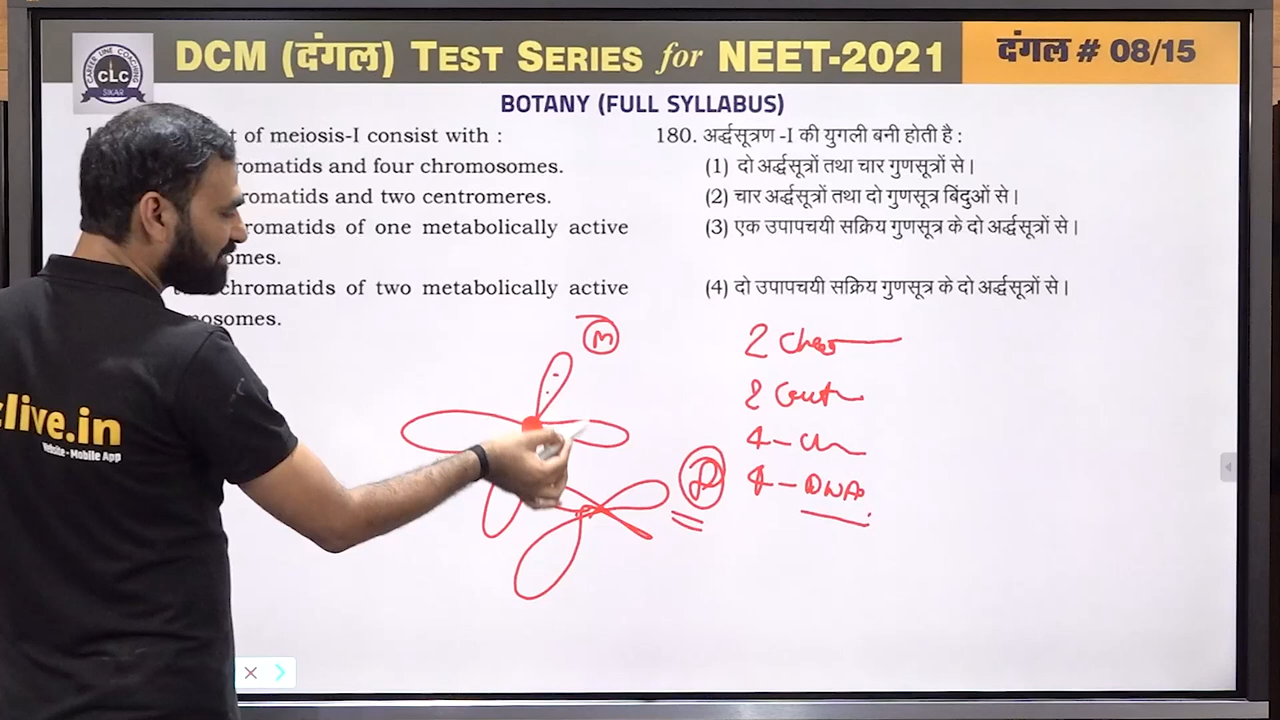 DCM (दंगल) TEST SERIES for NEET-2021
दंगल # 08/15
CAREER LINE COACHING
CLC
SIKAR
BOTANY (FULL SYLLABUS)
of meiosis-I consist with :
romatids and four chromosomes.
romatids and two centromeres.
romatids of one metabolically active
omes.
chromatids of two metabolically active
mosomes.
180. अर्द्धसूत्रण -I की युगली बनी होती है :
(1) दो अर्द्धसूत्रों तथा चार गुणसूत्रों से।
(2) चार अर्द्धसूत्रों तथा दो गुणसूत्र बिंदुओं से।
(3) एक उपापचयी सक्रिय गुणसूत्र के दो अर्द्धसूत्रों से।
(4) दो उपापचयी सक्रिय गुणसूत्र के दो अर्द्धसूत्रों से।
M
P
2
2
4 -
4 - DNA
live.in
Website - Mobile App